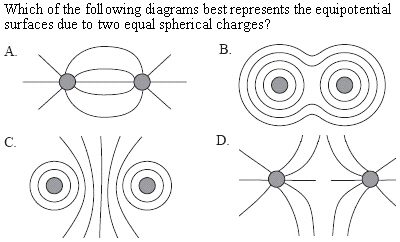 Which of the following diagrams best represents the equipotential
surfaces due to two equal spherical charges?
A.
B.
C.
D.